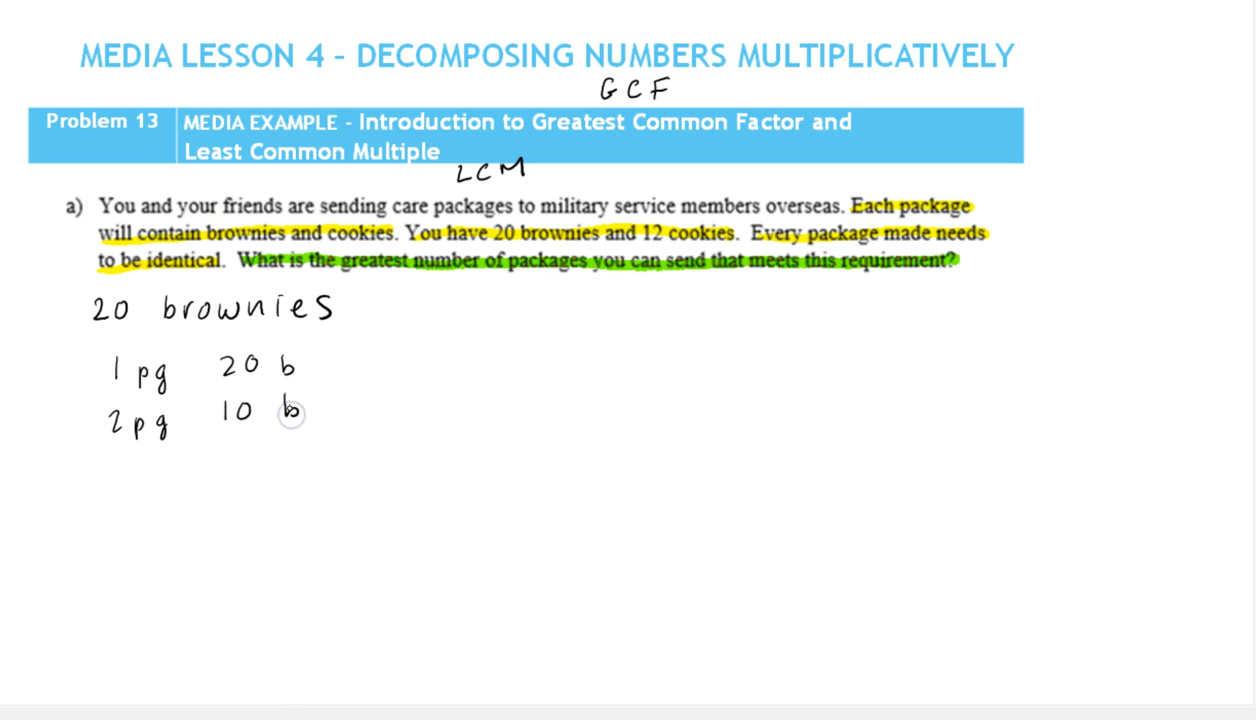 MEDIA LESSON 4 - DECOMPOSING NUMBERS MULTIPLICATIVELY
GCF
Problem 13 MEDIA EXAMPLE - Introduction to Greatest Common Factor and
Least Common Multiple
LCM
a) You and your friends are sending care packages to military service members overseas. Each package
will contain brownies and cookies. You have 20 brownies and 12 cookies. Every package made needs
to be identical. What is the greatest number of packages you can send that meets this requirement?
20 brownies
1 pg 20 b
2 pg 10 b